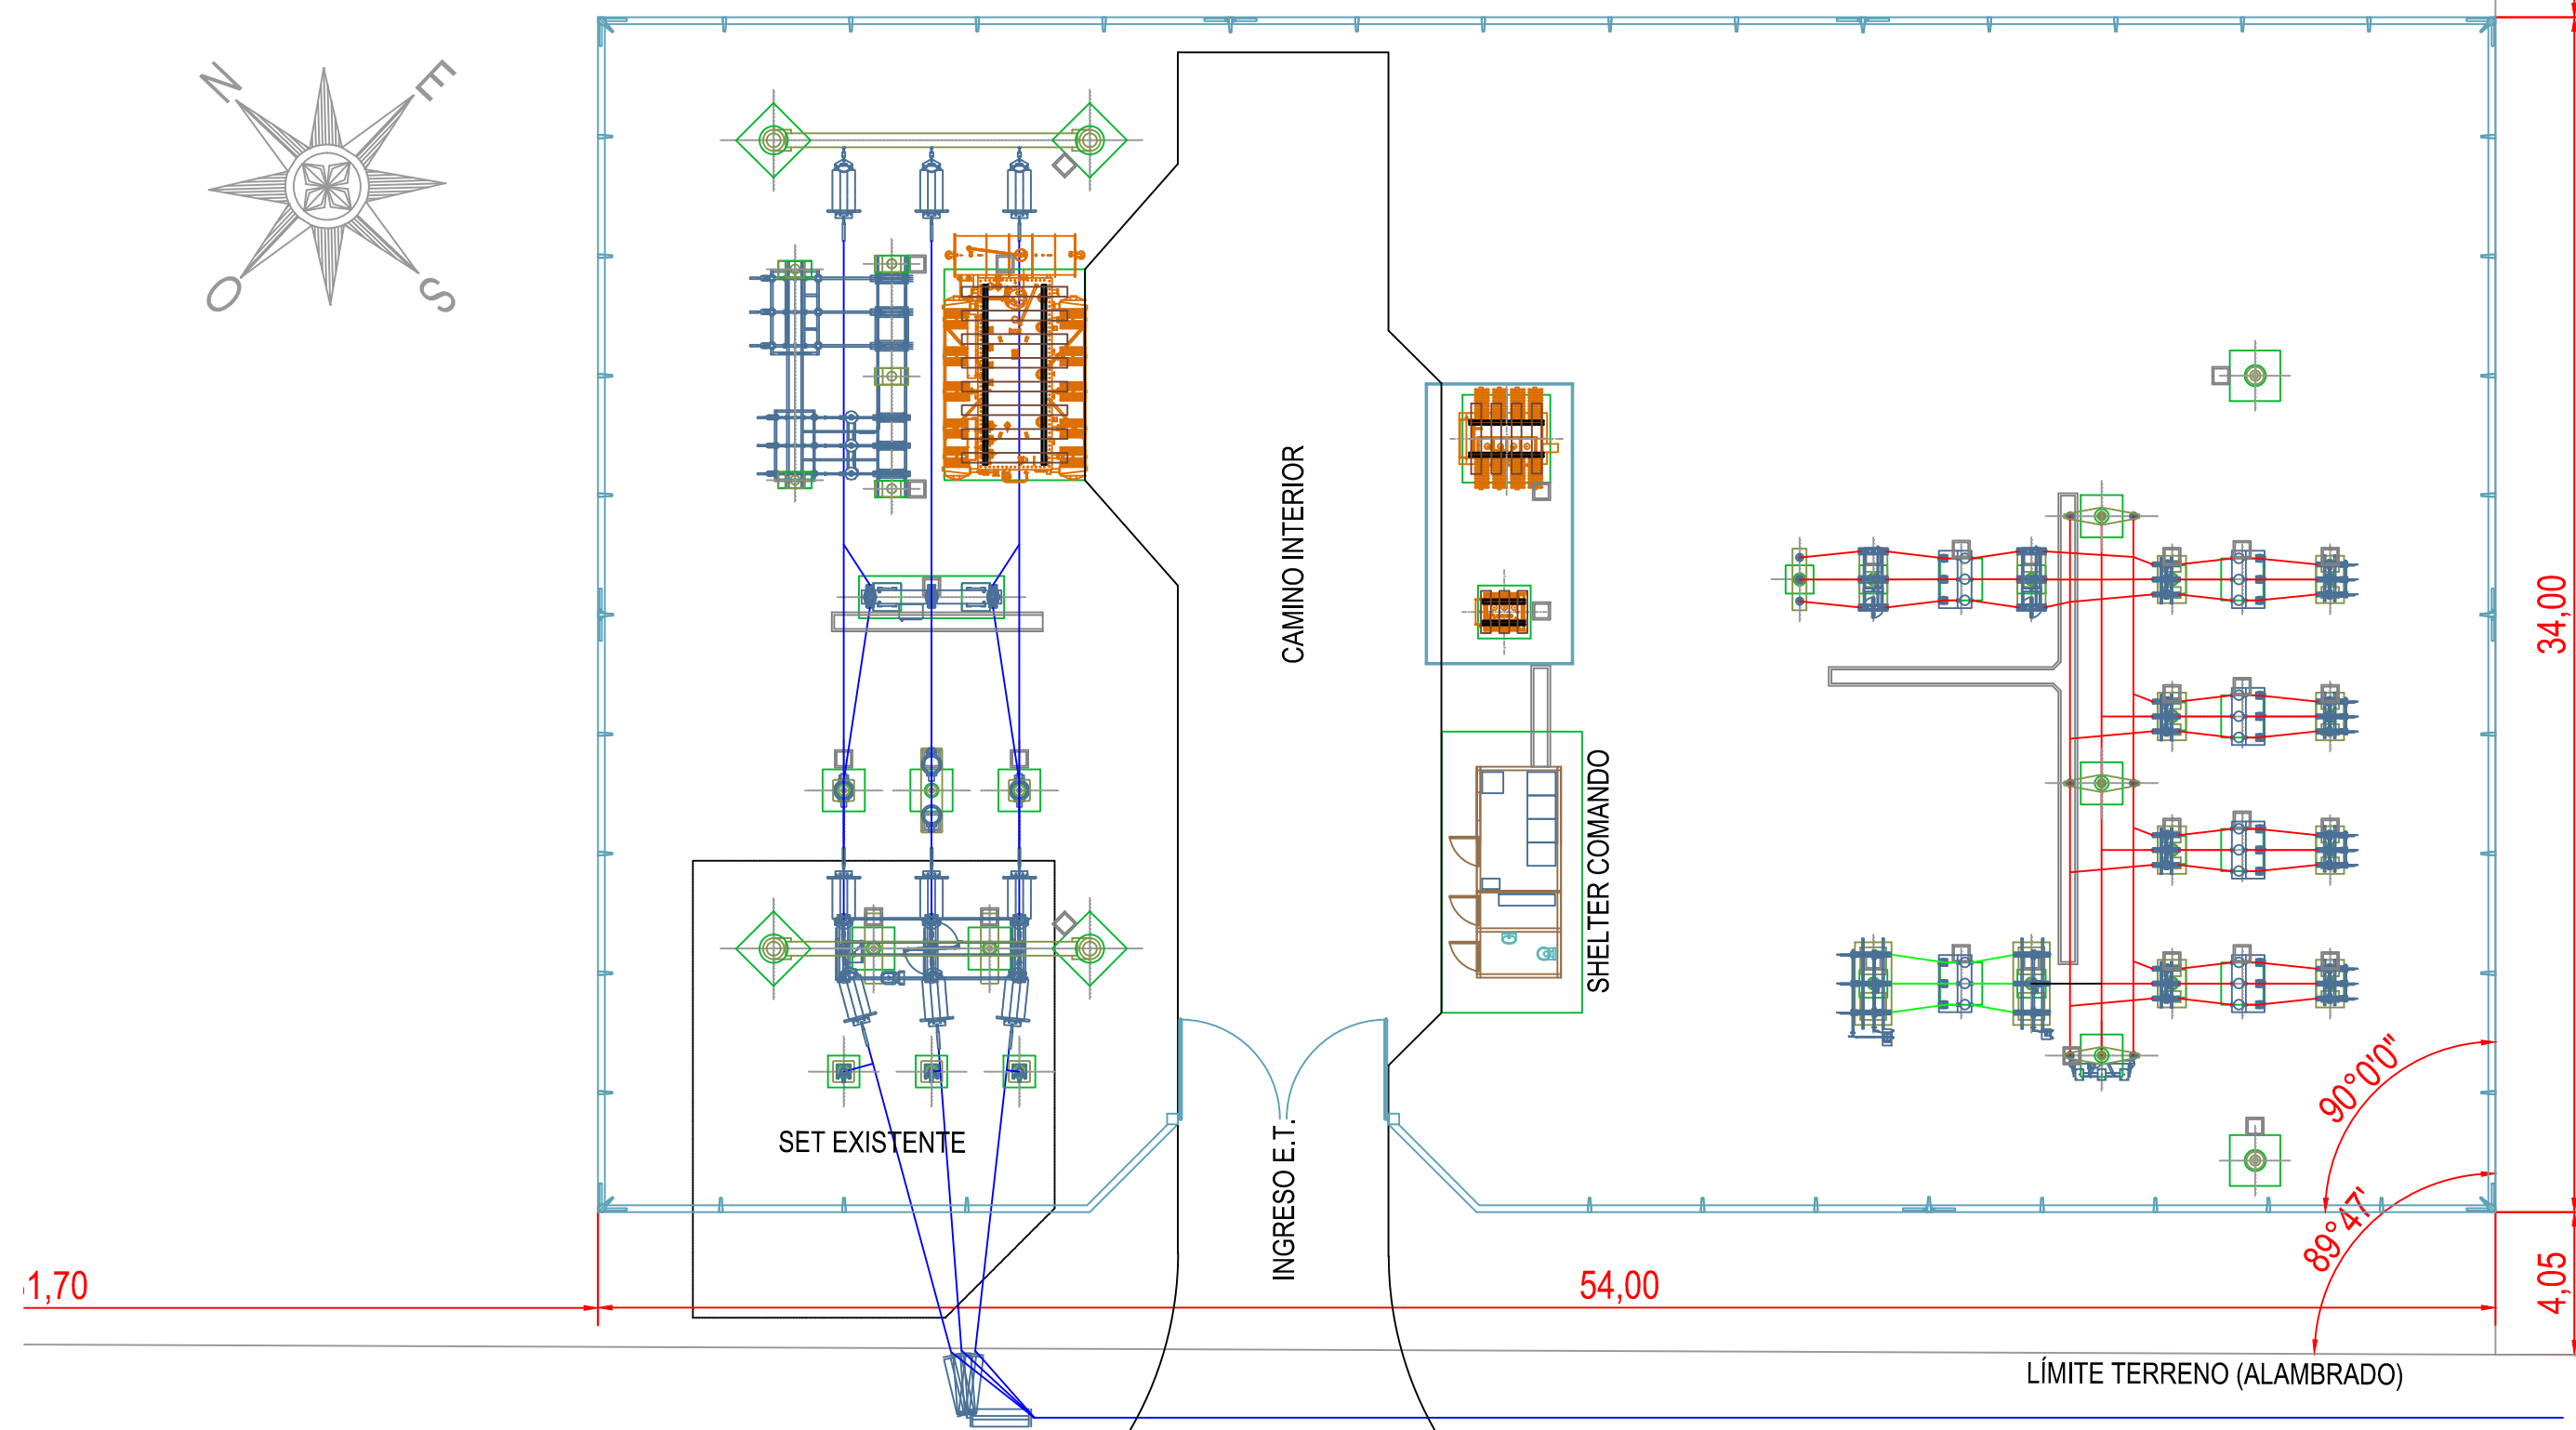 N
E
O
S
CAMINO INTERIOR
SHELTER COMANDO
34,00
90°0'0"
89°47'
SET EXISTENTE
INGRESO E.T.
1,70
54,00
4,05
LÍMITE TERRENO (ALAMBRADO)